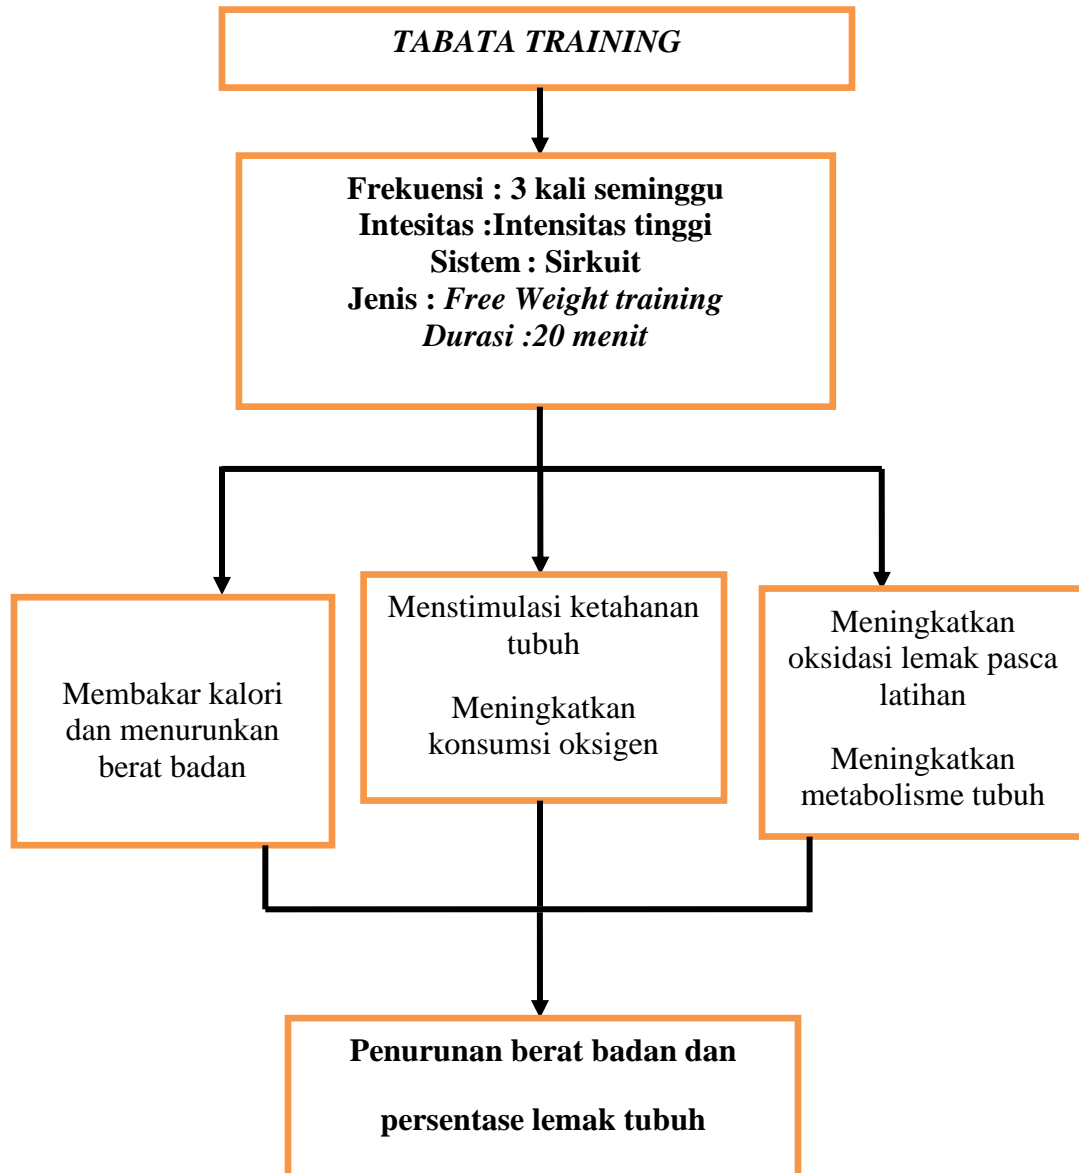 TABATA TRAINING
Frekuensi : 3 kali seminggu
Intesitas :Intensitas tinggi
Sistem : Sirkuit
Jenis : Free Weight training
Durasi :20 menit
Membakar kalori
dan menurunkan
berat badan
Menstimulasi ketahanan
tubuh
Meningkatkan
konsumsi oksigen
Meningkatkan
oksidasi lemak pasca
latihan
Meningkatkan
metabolisme tubuh
Penurunan berat badan dan
persentase lemak tubuh